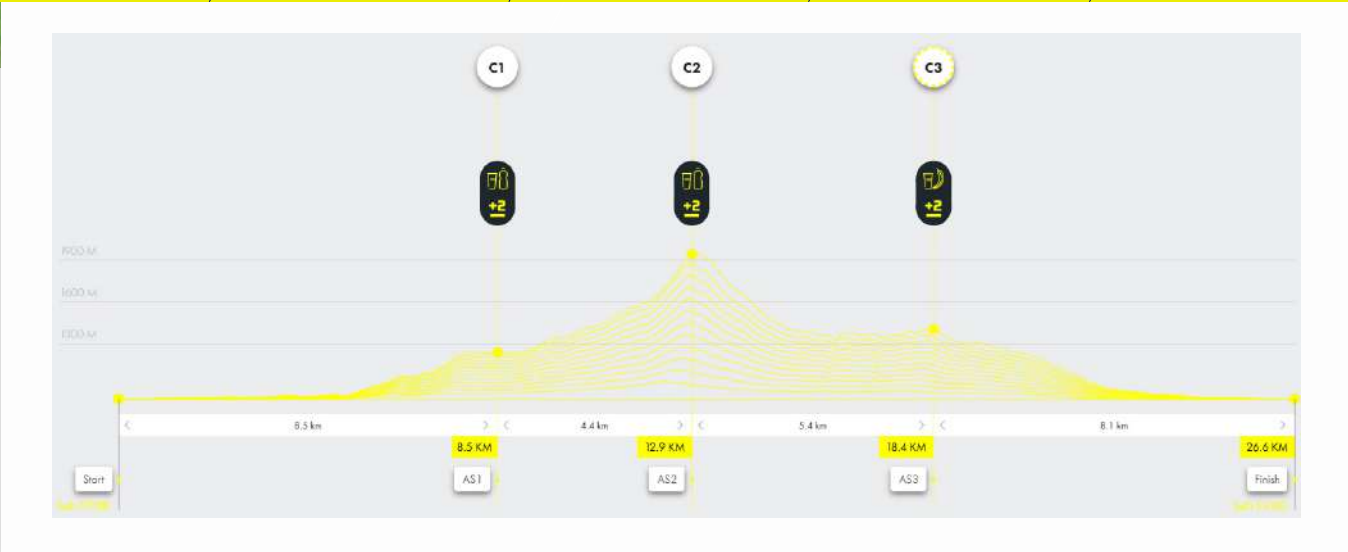 C1
C2
C3
+2
+2
+2
1900 M
1600 M
1300 M
8.5 km
4.4 km
5.4 km
8.1 km
8.5 KM
12.9 KM
18.4 KM
26.6 KM
Start
AS1
AS2
AS3
Finish